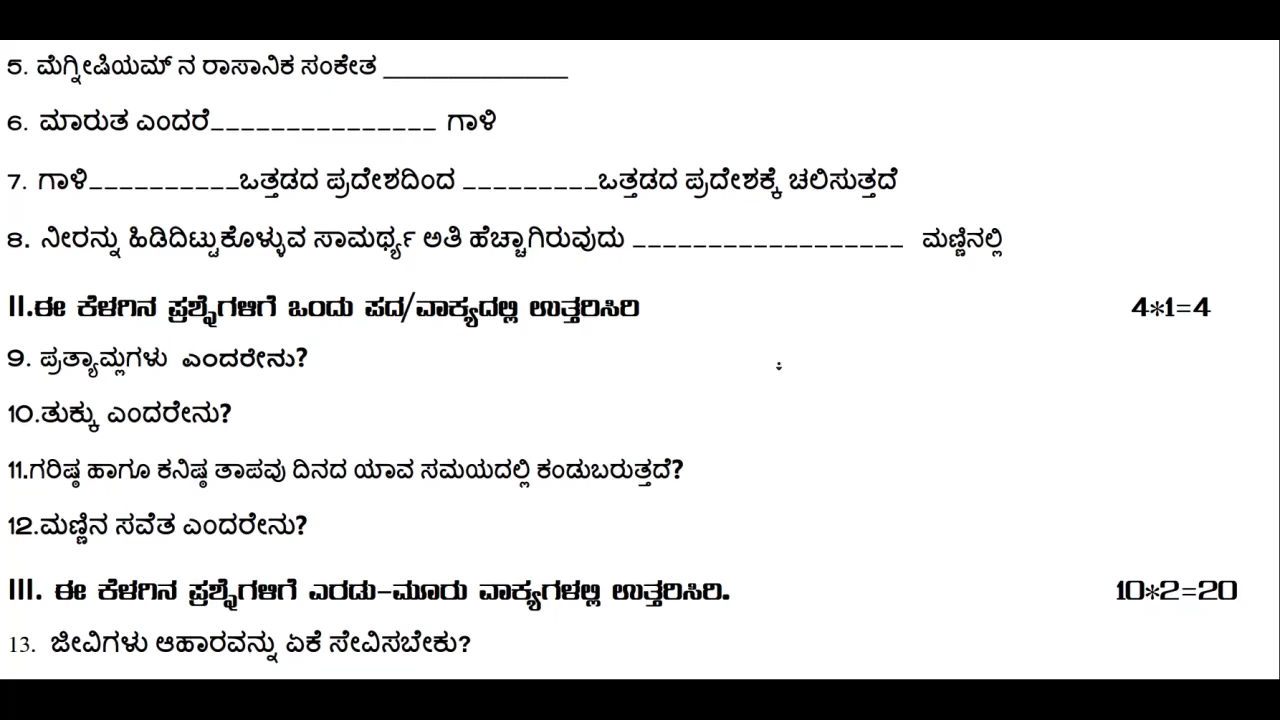 5. ಮೆಗ್ನೀಷಿಯಮ್ ನ ರಾಸಾನಿಕ ಸಂಕೇತ ______________
6. ಮಾರುತ ಎಂದರೆ_______________ ಗಾಳಿ
7. ಗಾಳಿ__________ಒತ್ತಡದ ಪ್ರದೇಶದಿಂದ _________ಒತ್ತಡದ ಪ್ರದೇಶಕ್ಕೆ ಚಲಿಸುತ್ತದೆ
8. ನೀರನ್ನು ಹಿಡಿದಿಟ್ಟುಕೊಳ್ಳುವ ಸಾಮರ್ಥ್ಯ ಅತಿ ಹೆಚ್ಚಾಗಿರುವುದು __________________ ಮಣ್ಣಿನಲ್ಲಿ
II.ಈ ಕೆಳಗಿನ ಪ್ರಶ್ನೆಗಳಿಗೆ ಒಂದು ಪದ/ವಾಕ್ಯದಲ್ಲಿ ಉತ್ತರಿಸಿರಿ 4*1=4
9. ಪ್ರತ್ಯಾಮ್ಲಗಳು ಎಂದರೇನು?
10.ತುಕ್ಕು ಎಂದರೇನು?
11.ಗರಿಷ್ಠ ಹಾಗೂ ಕನಿಷ್ಠ ತಾಪವು ದಿನದ ಯಾವ ಸಮಯದಲ್ಲಿ ಕಂಡುಬರುತ್ತದೆ?
12.ಮಣ್ಣಿನ ಸವೆತ ಎಂದರೇನು?
III. ಈ ಕೆಳಗಿನ ಪ್ರಶ್ನೆಗಳಿಗೆ ಎರಡು-ಮೂರು ವಾಕ್ಯಗಳಲ್ಲಿ ಉತ್ತರಿಸಿರಿ. 10*2=20
13. ಜೀವಿಗಳು ಆಹಾರವನ್ನು ಏಕೆ ಸೇವಿಸಬೇಕು?